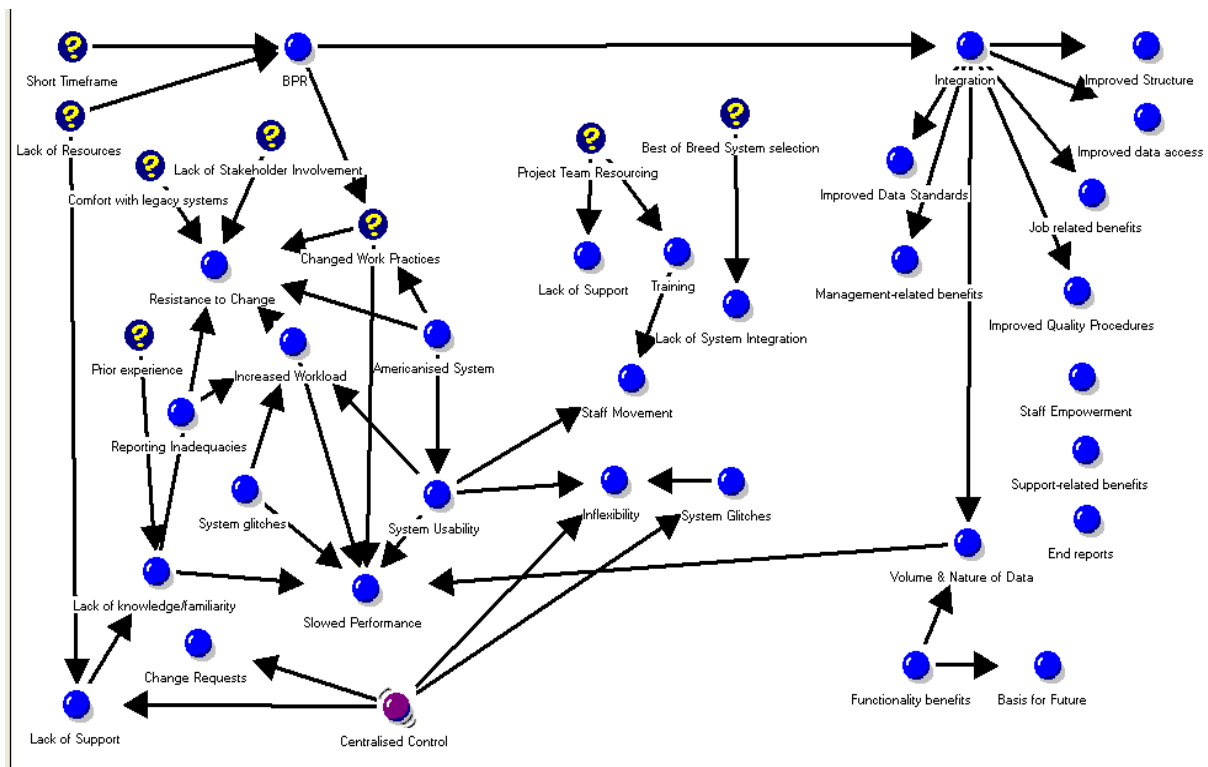 Short Timeframe
BPR
Integration
Improved Structure
Lack of Resources
Lack of Stakeholder Involvement
Best of Breed System selection
Improved data access
Project Team Resourcing
Comfort with legacy systems
Improved Data Standards
Job related benefits
Changed Work Practices
Resistance to Change
Lack of Support
Training
Management-related benefits
Improved Quality Procedures
Lack of System Integration
Prior experience
Increased Workload
Americanised System
Staff Movement
Staff Empowerment
Reporting Inadequacies
System glitches
System Usability
Inflexibility
System Glitches
Support-related benefits
End reports
Volume & Nature of Data
Lack of knowledge/familiarity
Slowed Performance
Change Requests
Functionality benefits
Basis for Future
Lack of Support
Centralised Control